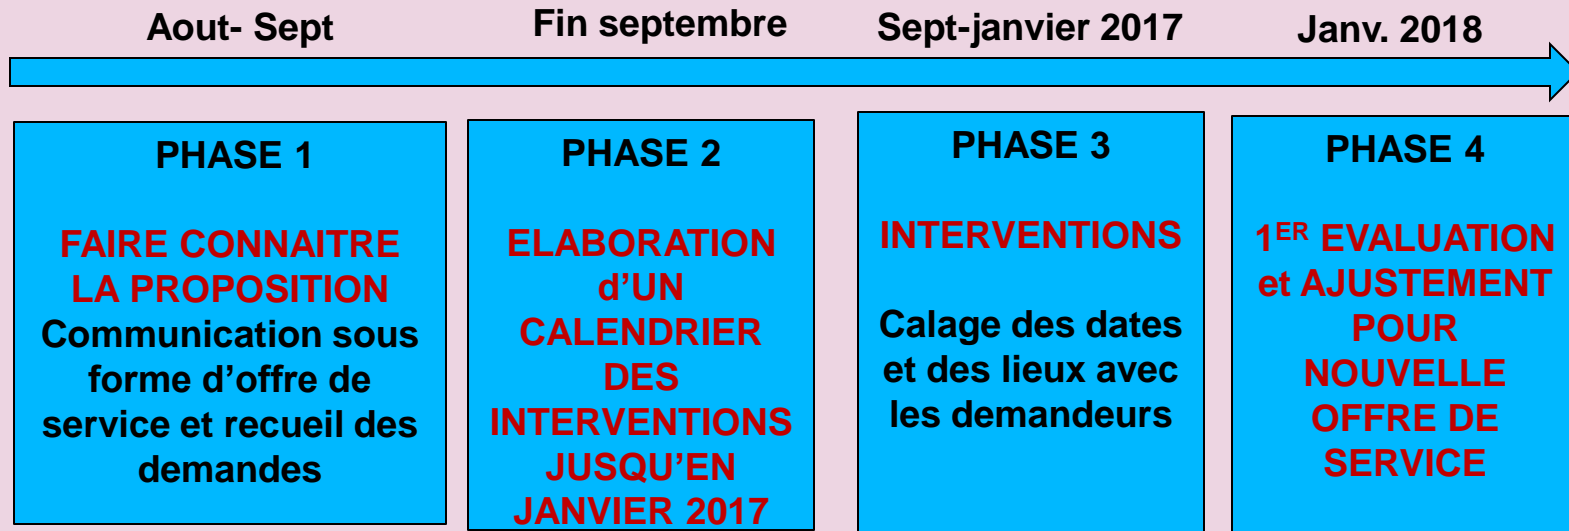 Aout- Sept
Fin septembre
Sept-janvier 2017
Janv. 2018
PHASE 1
FAIRE CONNAITRE
LA PROPOSITION
Communication sous
forme d’offre de
service et recueil des
demandes
PHASE 2
ELABORATION
d’UN
CALENDRIER
DES
INTERVENTIONS
JUSQU’EN
JANVIER 2017
PHASE 3
INTERVENTIONS
Calage des dates
et des lieux avec
les demandeurs
PHASE 4
1ER EVALUATION
et AJUSTEMENT
POUR
NOUVELLE
OFFRE DE
SERVICE